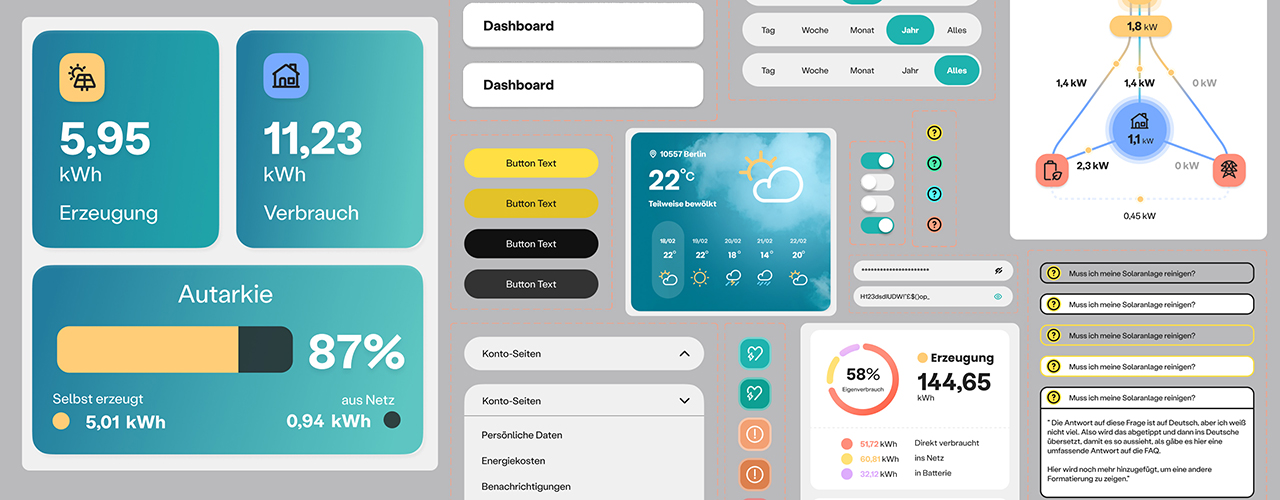 5,95
kWh
Erzeugung
11,23
kWh
Verbrauch
Autarkie
87%
Selbst erzeugt
5,01 kWh
aus Netz
0,94 kWh
Dashboard
Dashboard
Button Text
Button Text
Button Text
Button Text
Konto-Seiten
Konto-Seiten
Persönliche Daten
Energiekosten
Benachrichtigungen
10557 Berlin
22°C
Teilweise bewölkt
18/02 19/02 20/02 21/02 22/02
22° 22° 18° 14° 20°
Tag Woche Monat Jahr Alles
Tag Woche Monat Jahr Alles
?
?
?
?
**********************
58%
Eigenverbrauch
Erzeugung
144,65
kWh
51,72 kWh Direkt verbraucht
60,81 kWh ins Netz
32,12 kWh in Batterie
1,8 kW
1,4 kW
1,4 kW
0 kW
1,1 kW
2,3 kW
0 kW
0,45 kW
? Muss ich meine Solaranlage reinigen?
? Muss ich meine Solaranlage reinigen?
? Muss ich meine Solaranlage reinigen?
? Muss ich meine Solaranlage reinigen?
? Muss ich meine Solaranlage reinigen?
" Die Antwort auf diese Frage ist auf Deutsch, aber ich weiß
nicht viel. Also wird das abgetippt und dann ins Deutsche
übersetzt, damit es so aussieht, als gäbe es hier eine
umfassende Antwort auf die FAQ.
Hier wird noch mehr hinzugefügt, um eine andere
Formatierung zu zeigen."